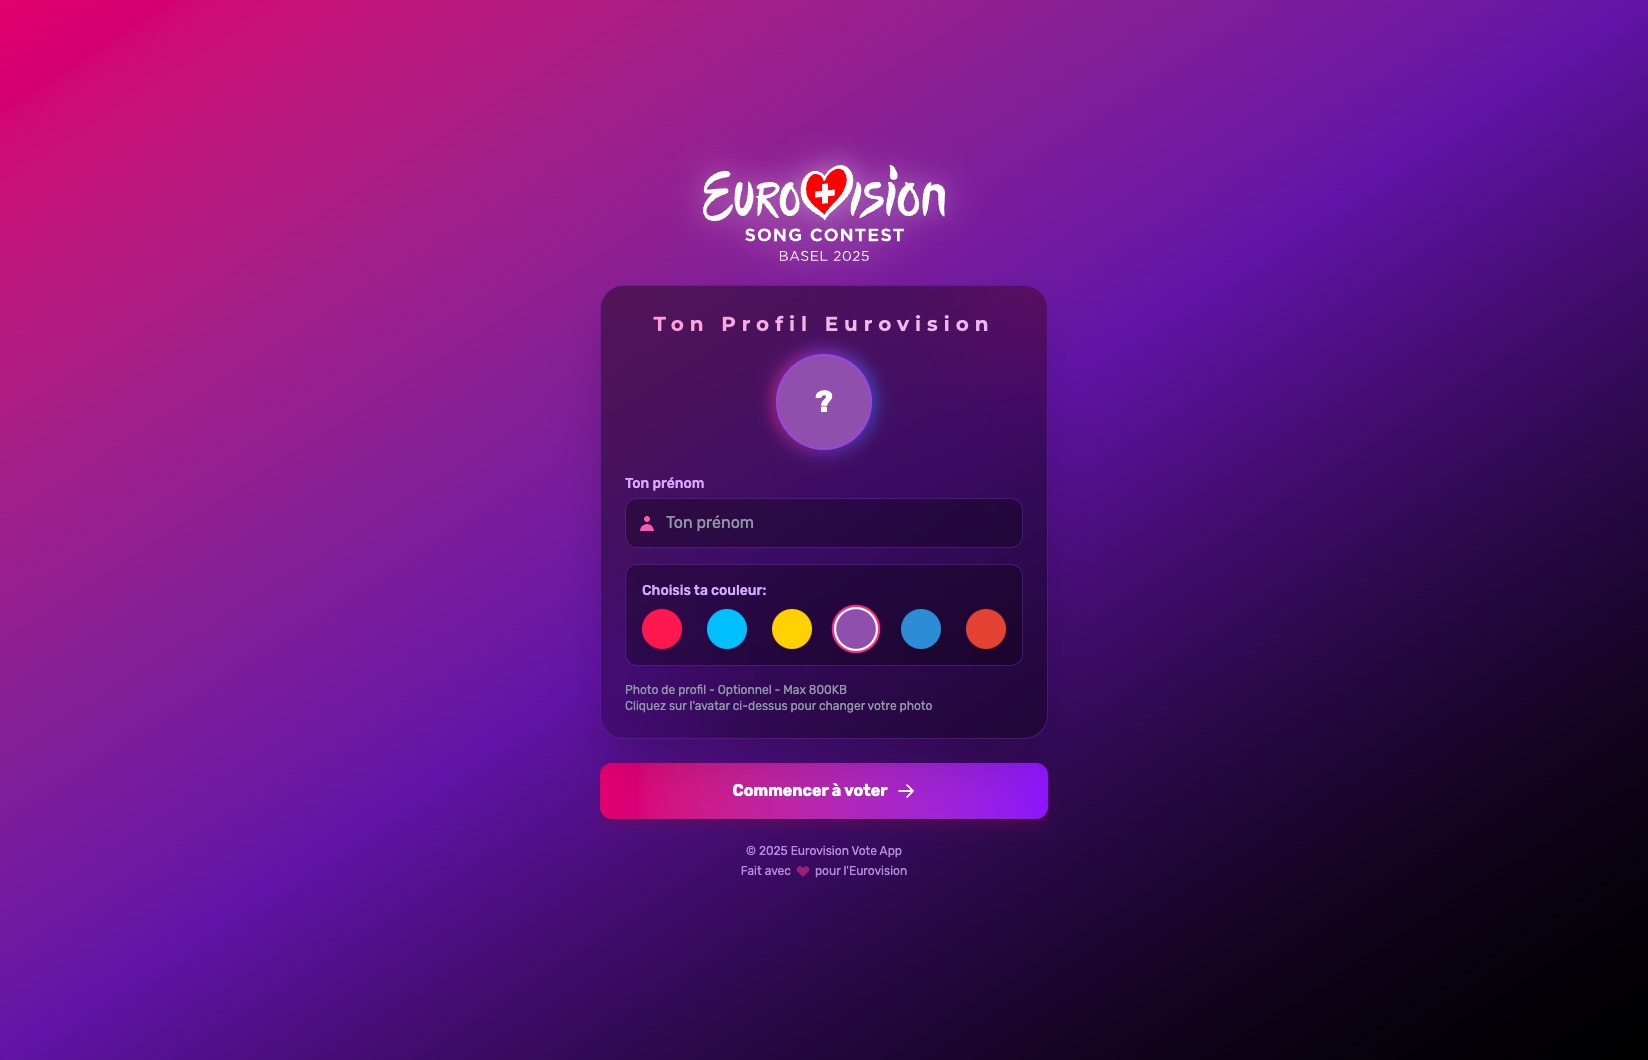 EUROVISION
SONG CONTEST
BASEL 2025
Ton Profil Eurovision
?
Ton prénom
Ton prénom
Choisis ta couleur:
Photo de profil - Optionnel - Max 800KB
Cliquez sur l'avatar ci-dessus pour changer votre photo
Commencer à voter →
© 2025 Eurovision Vote App
Fait avec ♥ pour l'Eurovision